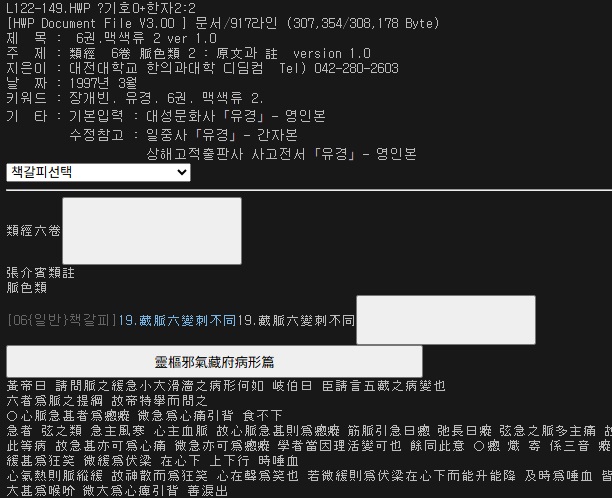 L122-149.HWP ?기호0+한자2:2
[HWP Document File V3.00 ] 문서/917라인 (307,354/308,178 Byte)
제 목 : 6권.맥색류 2 ver 1.0
주 제 : 類經 6卷 脈色類 2 : 原文과 註 version 1.0
지은이 : 대전대학교 한의과대학 디딤컴 Tel) 042-280-2603
날 짜 : 1997년 3월
키워드 : 장개빈. 유경. 6권. 맥색류 2.
기 타 : 기본입력 : 대성문화사「유경」- 영인본
수정참고 : 일중사「유경」- 간자본
상해고적출판사 사고전서「유경」- 영인본
책갈피선택
類經六卷
張介賓類註
脈色類
[06{일반}책갈피]19.藏脈六變刺不同19.藏脈六變刺不同
靈樞邪氣藏府病形篇
黃帝曰 請問脈之緩急小大滑濇之病形何如 岐伯曰 臣請言五藏之病變也
六者爲脈之提綱 故帝特擧而問之
○心脈急甚者爲瘛瘲 微急爲心痛引背 食不下
急者 弦之類 急主風寒 心主血脈 故心脈急甚則爲瘛瘲 筋脈引急曰瘛 弛長曰瘲 弦急之脈多主痛 故
此等病 故急甚亦可爲心痛 微急亦可爲瘛瘲 學者當因理活變可也 餘同此意 ○瘛 熾 寄 係三音 瘲
緩甚爲狂笑 微緩爲伏梁 在心下 上下行 時唾血
心氣熱則脈縱緩 故神散而爲狂笑 心在聲爲笑也 若微緩則爲伏梁在心下而能升能降 及時爲唾血 皆
大甚爲喉吤 微大爲心痺引背 善淚出